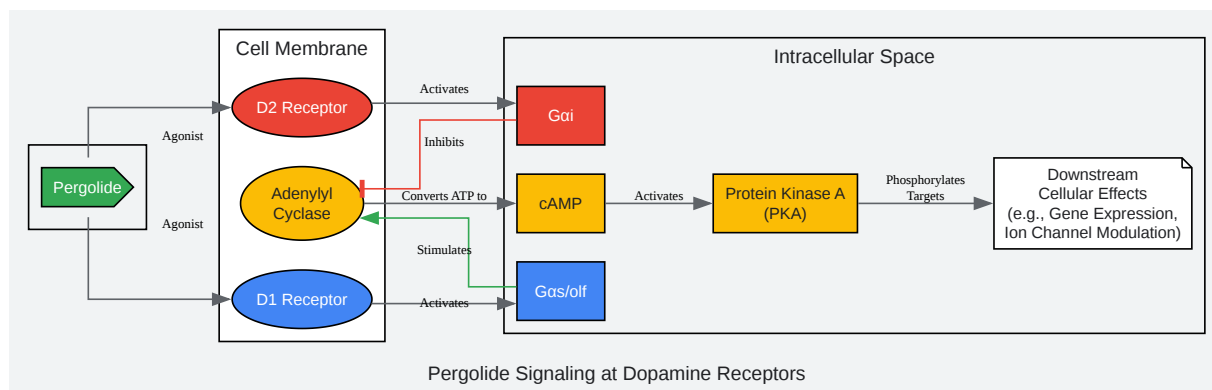 Cell Membrane
Intracellular Space
D2 Receptor
Activates
Gαi
Agonist
Inhibits
Pergolide
Adenylyl
Cyclase
Converts ATP to
cAMP
Activates
Protein Kinase A
(PKA)
Phosphorylates
Targets
Downstream
Cellular Effects
(e.g., Gene Expression,
Ion Channel Modulation)
Agonist
Stimulates
D1 Receptor
Activates
Gαs/olf
Pergolide Signaling at Dopamine Receptors